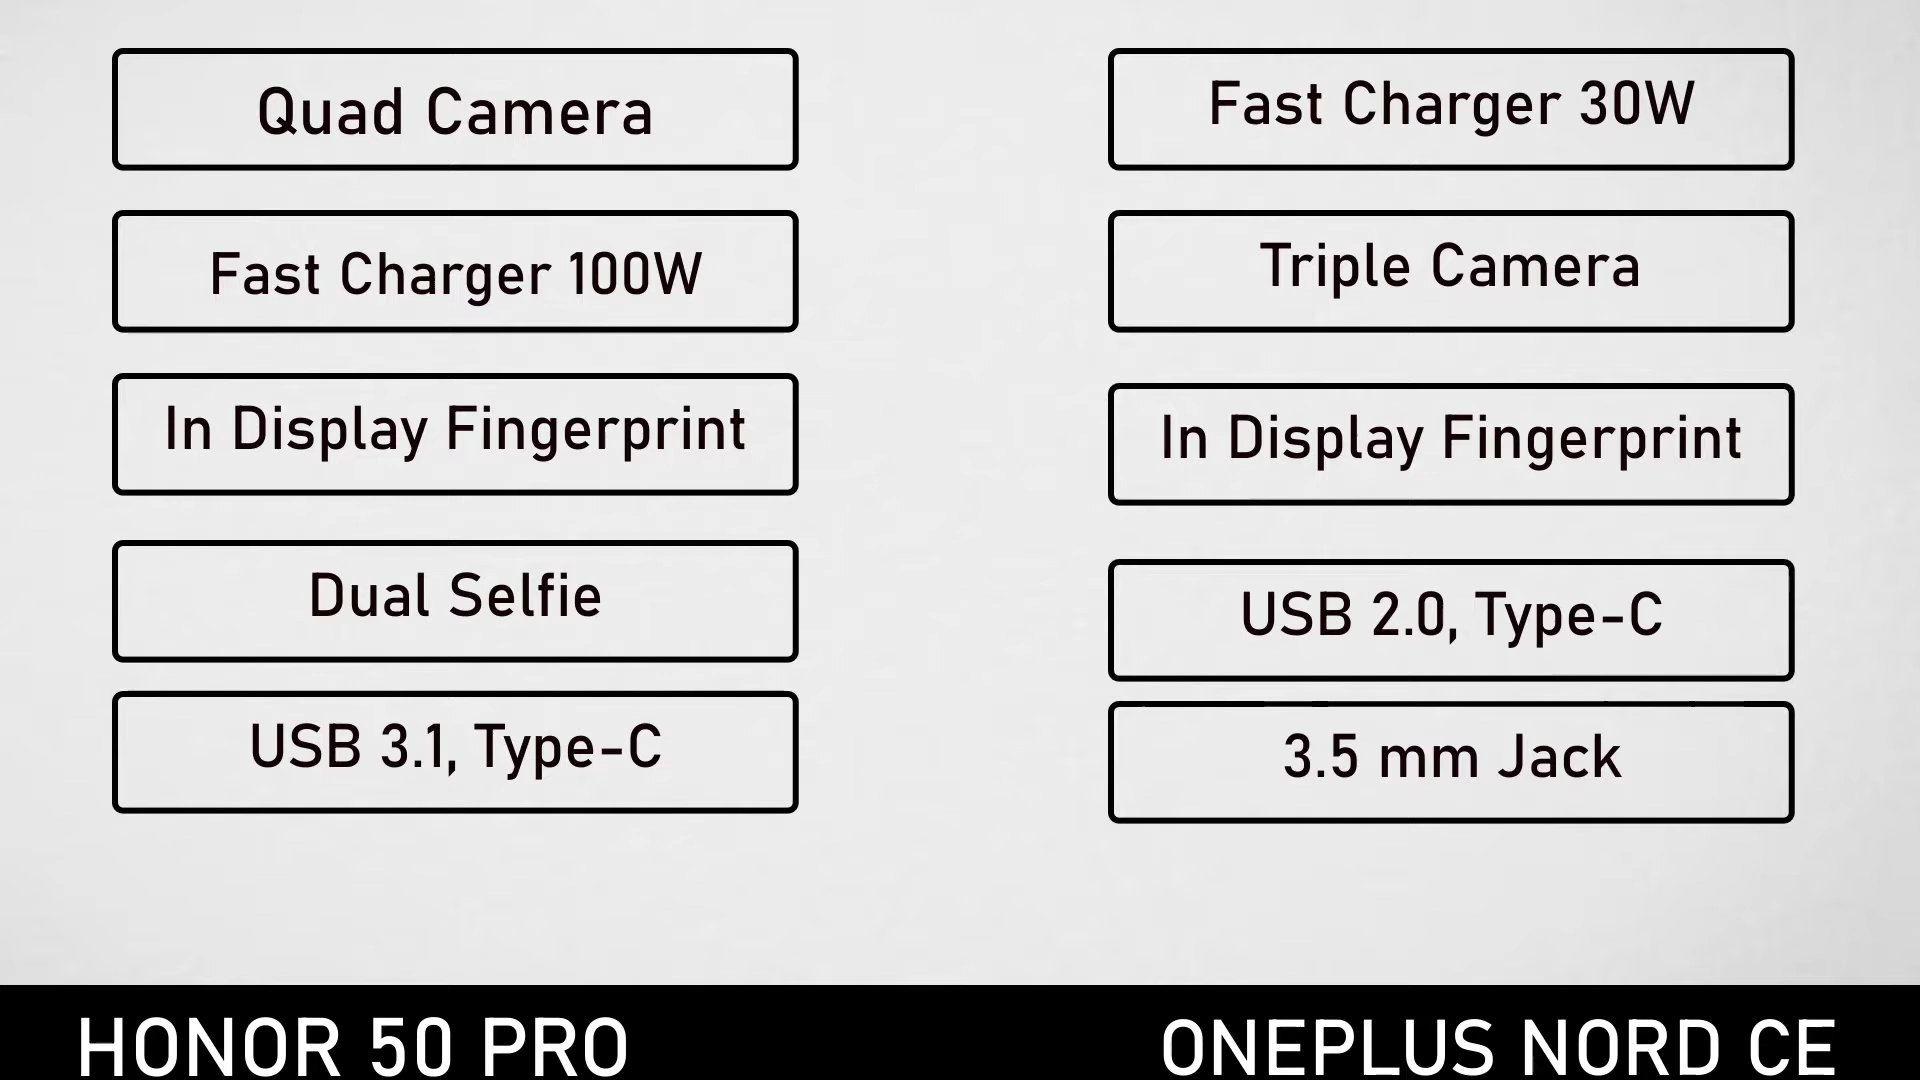 Quad Camera
Fast Charger 100W
In Display Fingerprint
Dual Selfie
USB 3.1, Type-C
HONOR 50 PRO
Fast Charger 30W
Triple Camera
In Display Fingerprint
USB 2.0, Type-C
3.5 mm Jack
ONEPLUS NORD CE